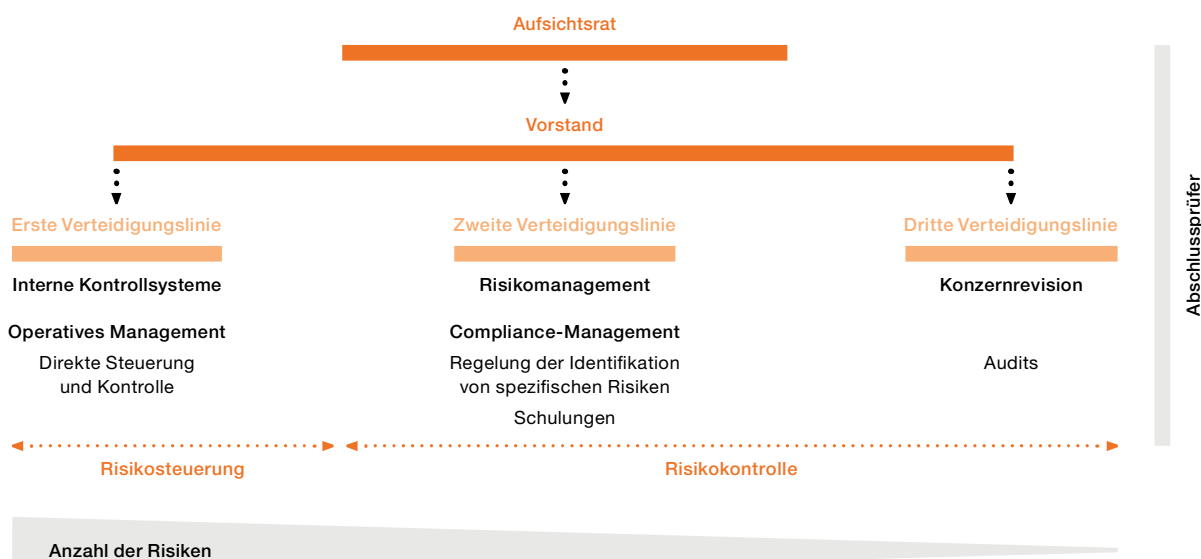 Aufsichtsrat
Vorstand
Erste Verteidigungslinie
Interne Kontrollsysteme
Operatives Management
Direkte Steuerung
und Kontrolle
Zweite Verteidigungslinie
Risikomanagement
Compliance-Management
Regelung der Identifikation
von spezifischen Risiken
Schulungen
Dritte Verteidigungslinie
Konzernrevision
Audits
Risikosteuerung
Risikokontrolle
Abschlussprüfer
Anzahl der Risiken